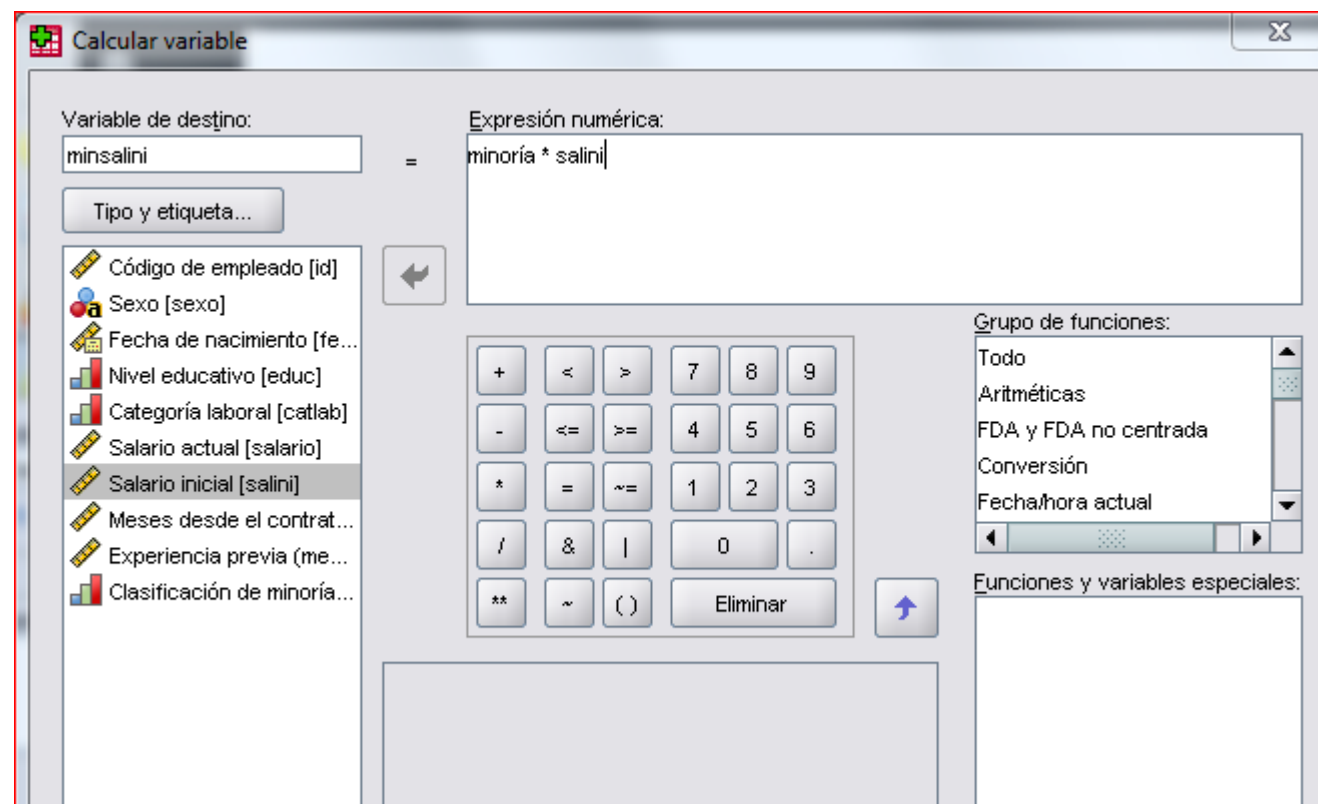 Calcular variable
Variable de destino:
minsalini
=
Expresión numérica:
minoría * salini
Tipo y etiqueta...
Código de empleado [id]
Sexo [sexo]
Fecha de nacimiento [fe...
Nivel educativo [educ]
Categoría laboral [catlab]
Salario actual [salario]
Salario inicial [salini]
Meses desde el contrat...
Experiencia previa (me...
Clasificación de minoría...
+ < > 7 8 9
- <= >= 4 5 6
* = ~= 1 2 3
/ & | 0 .
** ~ ( ) Eliminar
Grupo de funciones:
Todo
Aritméticas
FDA y FDA no centrada
Conversión
Fecha/hora actual
Funciones y variables especiales: